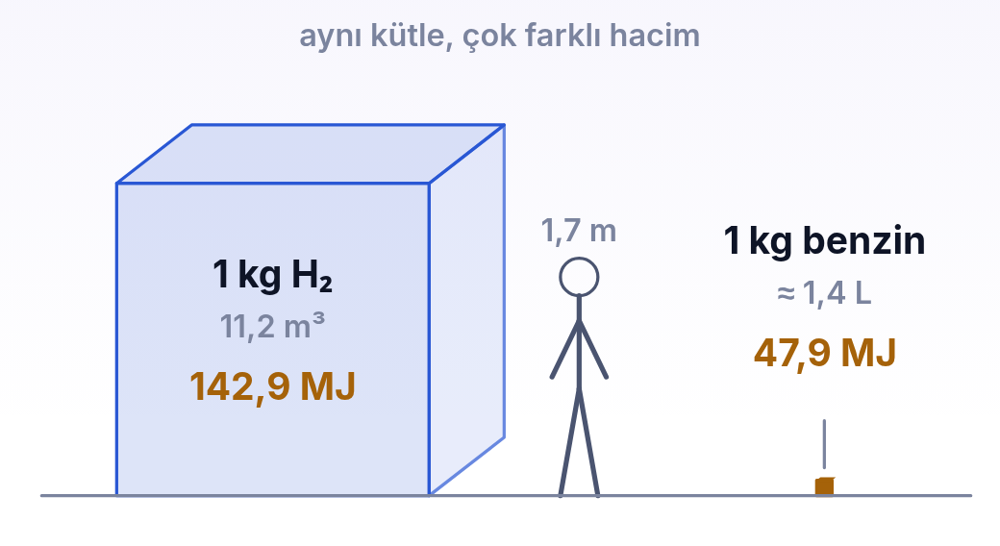 aynı kütle, çok farklı hacim
1 kg H₂
11,2 m³
142,9 MJ
1,7 m
1 kg benzin
≈ 1,4 L
47,9 MJ